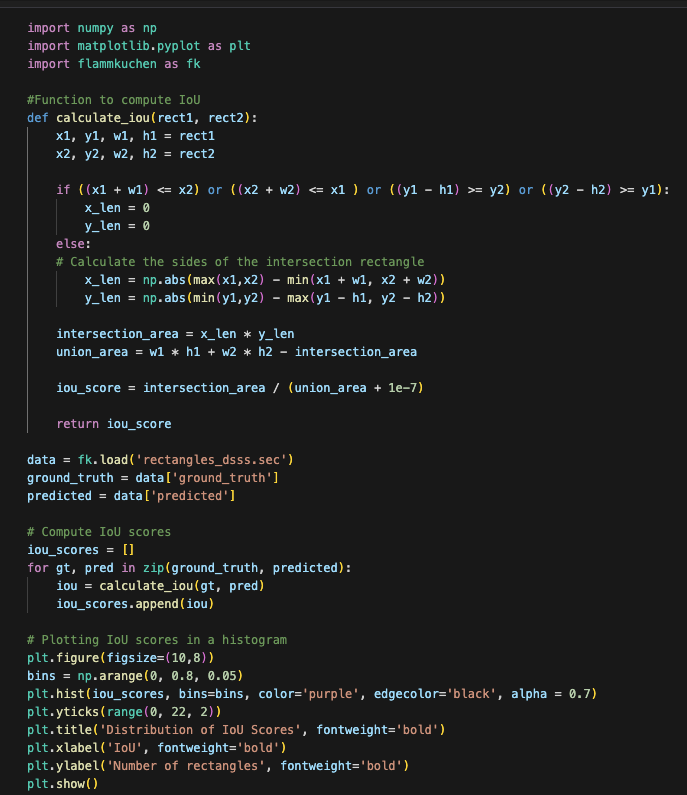 import numpy as np
import matplotlib.pyplot as plt
import flammkuchen as fk

#Function to compute IoU
def calculate_iou(rect1, rect2):
    x1, y1, w1, h1 = rect1
    x2, y2, w2, h2 = rect2

    if ((x1 + w1) <= x2) or ((x2 + w2) <= x1 ) or ((y1 - h1) >= y2) or ((y2 - h2) >= y1):
        x_len = 0
        y_len = 0
    else:
    # Calculate the sides of the intersection rectangle
        x_len = np.abs(max(x1,x2) - min(x1 + w1, x2 + w2))
        y_len = np.abs(min(y1,y2) - max(y1 - h1, y2 - h2))

    intersection_area = x_len * y_len
    union_area = w1 * h1 + w2 * h2 - intersection_area

    iou_score = intersection_area / (union_area + 1e-7)

    return iou_score

data = fk.load('rectangles_dsss.sec')
ground_truth = data['ground_truth']
predicted = data['predicted']

# Compute IoU scores
iou_scores = []
for gt, pred in zip(ground_truth, predicted):
    iou = calculate_iou(gt, pred)
    iou_scores.append(iou)

# Plotting IoU scores in a histogram
plt.figure(figsize=(10,8))
bins = np.arange(0, 0.8, 0.05)
plt.hist(iou_scores, bins=bins, color='purple', edgecolor='black', alpha = 0.7)
plt.yticks(range(0, 22, 2))
plt.title('Distribution of IoU Scores', fontweight='bold')
plt.xlabel('IoU', fontweight='bold')
plt.ylabel('Number of rectangles', fontweight='bold')
plt.show()